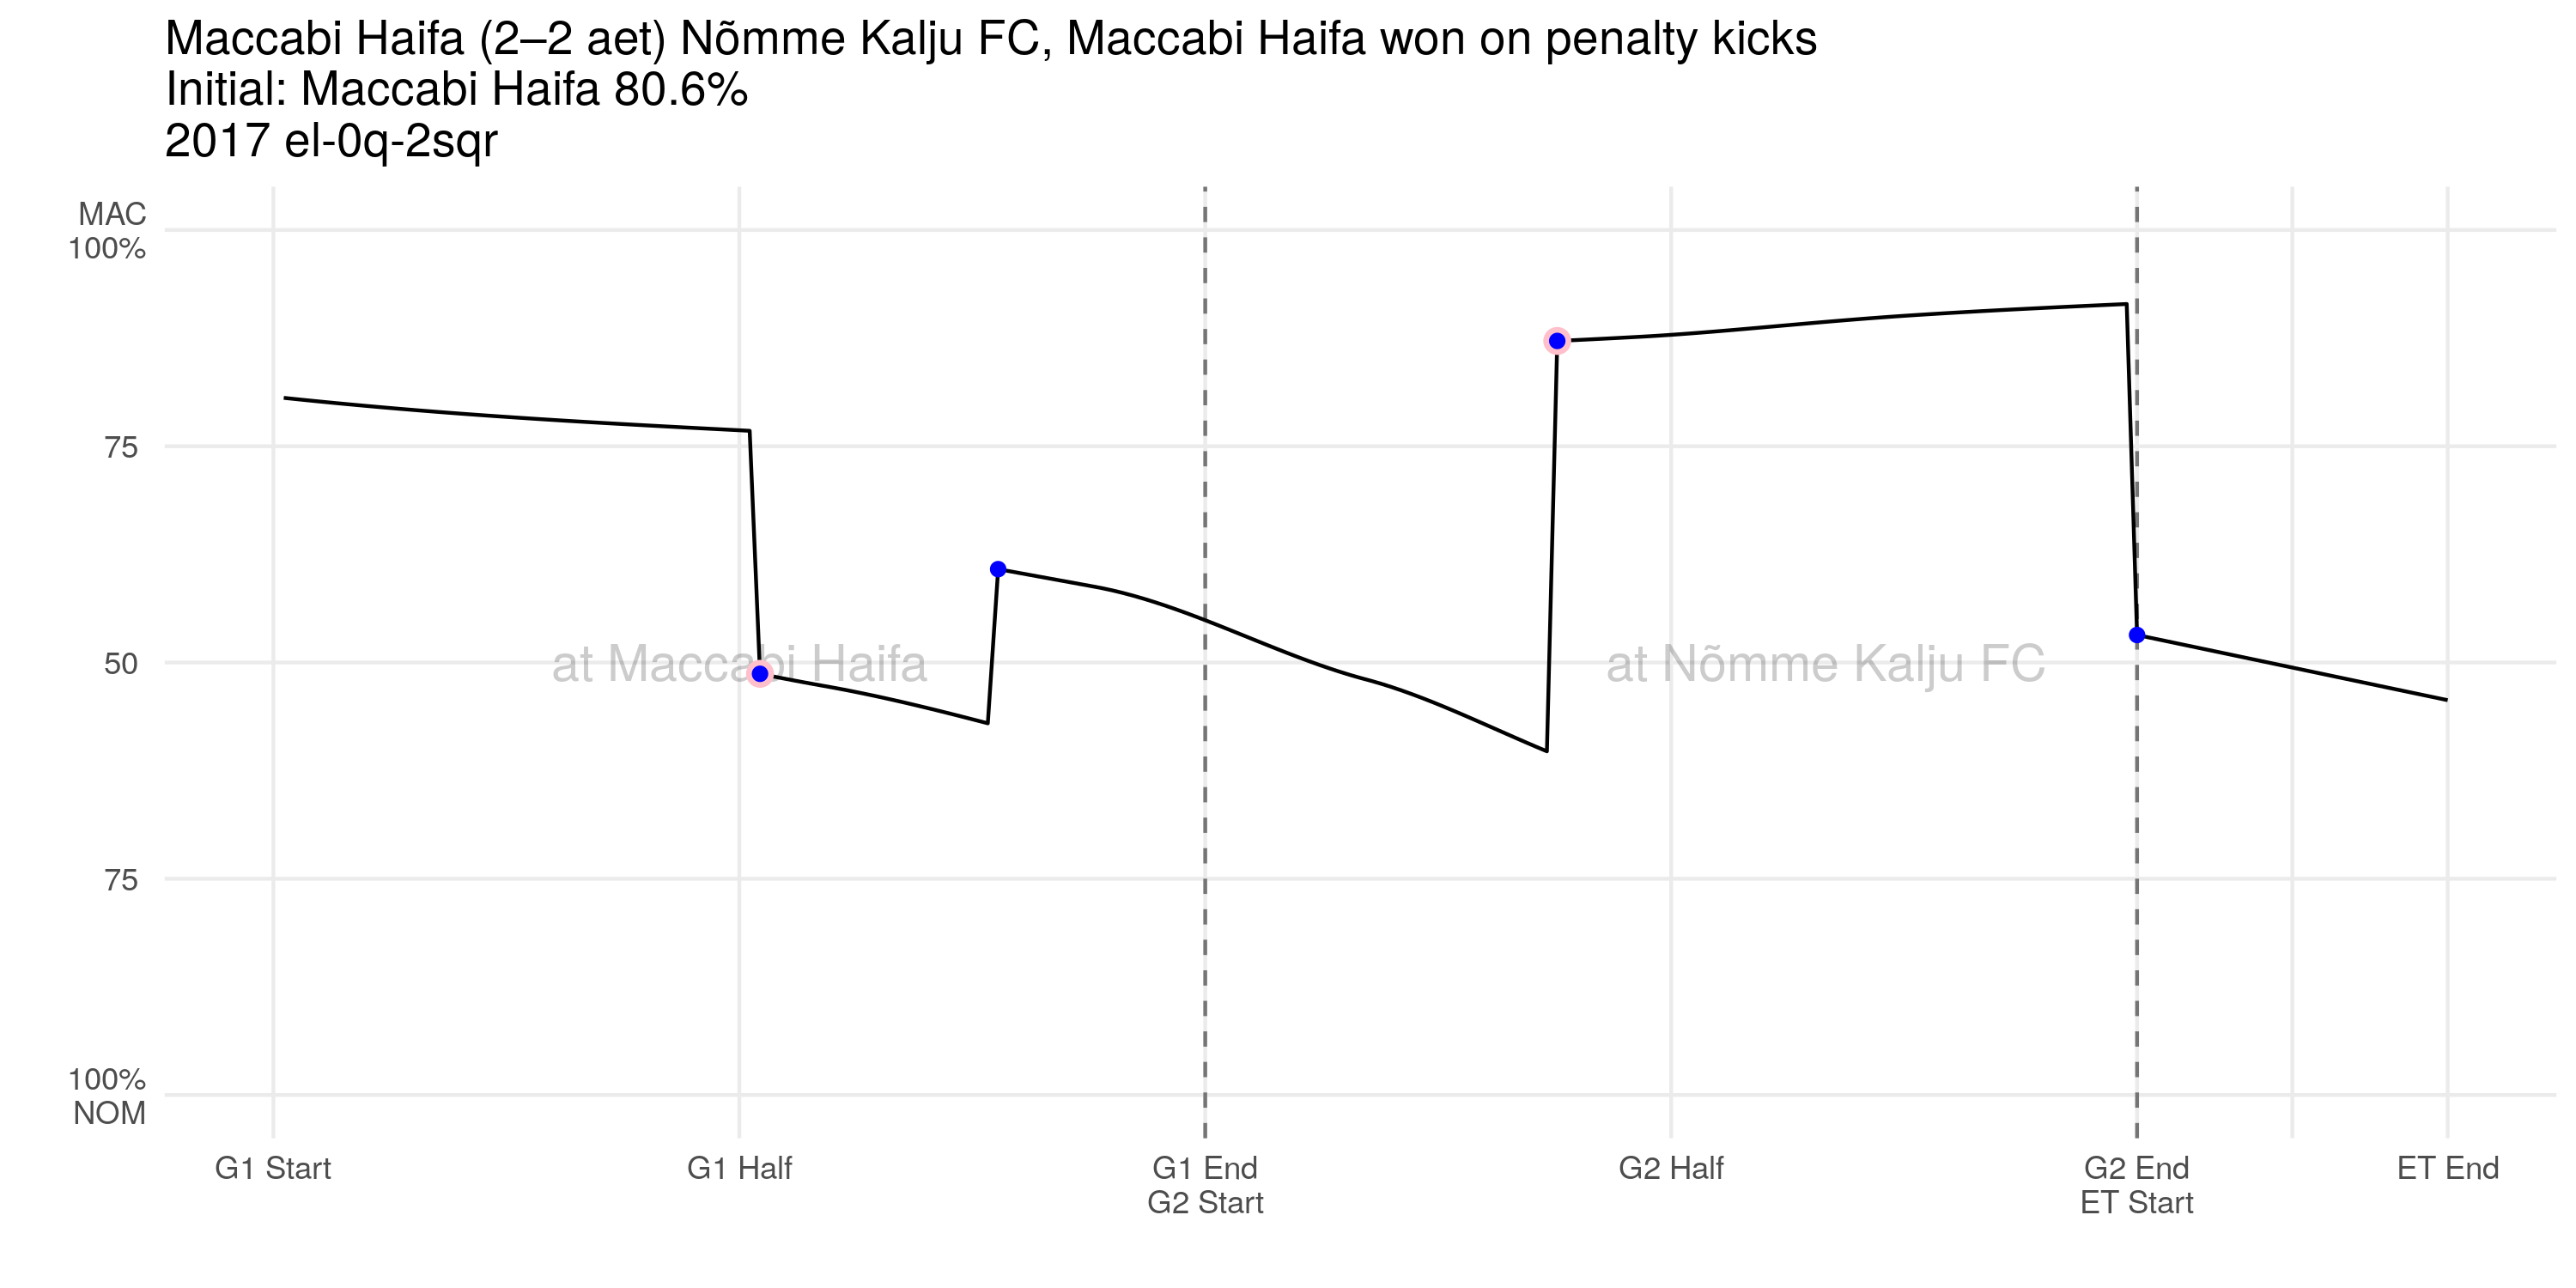 Maccabi Haifa (2–2 aet) Nõmme Kalju FC, Maccabi Haifa won on penalty kicks
Initial: Maccabi Haifa 80.6%
2017 el-0q-2sqr
MAC
100%
75
50
75
100%
NOM
at Maccabi Haifa
at Nõmme Kalju FC
G1 Start
G1 Half
G1 End
G2 Start
G2 Half
G2 End
ET Start
ET End